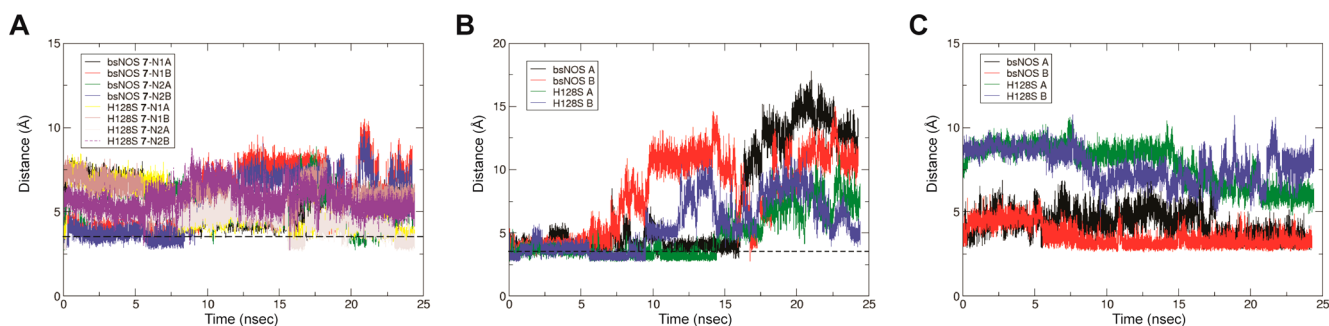 A
15
10
5
0
Distance (Å)
bsNOS 7-N1A
bsNOS 7-N1B
bsNOS 7-N2A
bsNOS 7-N2B
H128S 7-N1A
H128S 7-N1B
H128S 7-N2A
H128S 7-N2B
0 5 10 15 20 25
Time (nsec)
B
20
15
10
5
0
Distance (Å)
bsNOS A
bsNOS B
H128S A
H128S B
0 5 10 15 20 25
Time (nsec)
C
15
10
5
0
Distance (Å)
bsNOS A
bsNOS B
H128S A
H128S B
0 5 10 15 20 25
Time (nsec)